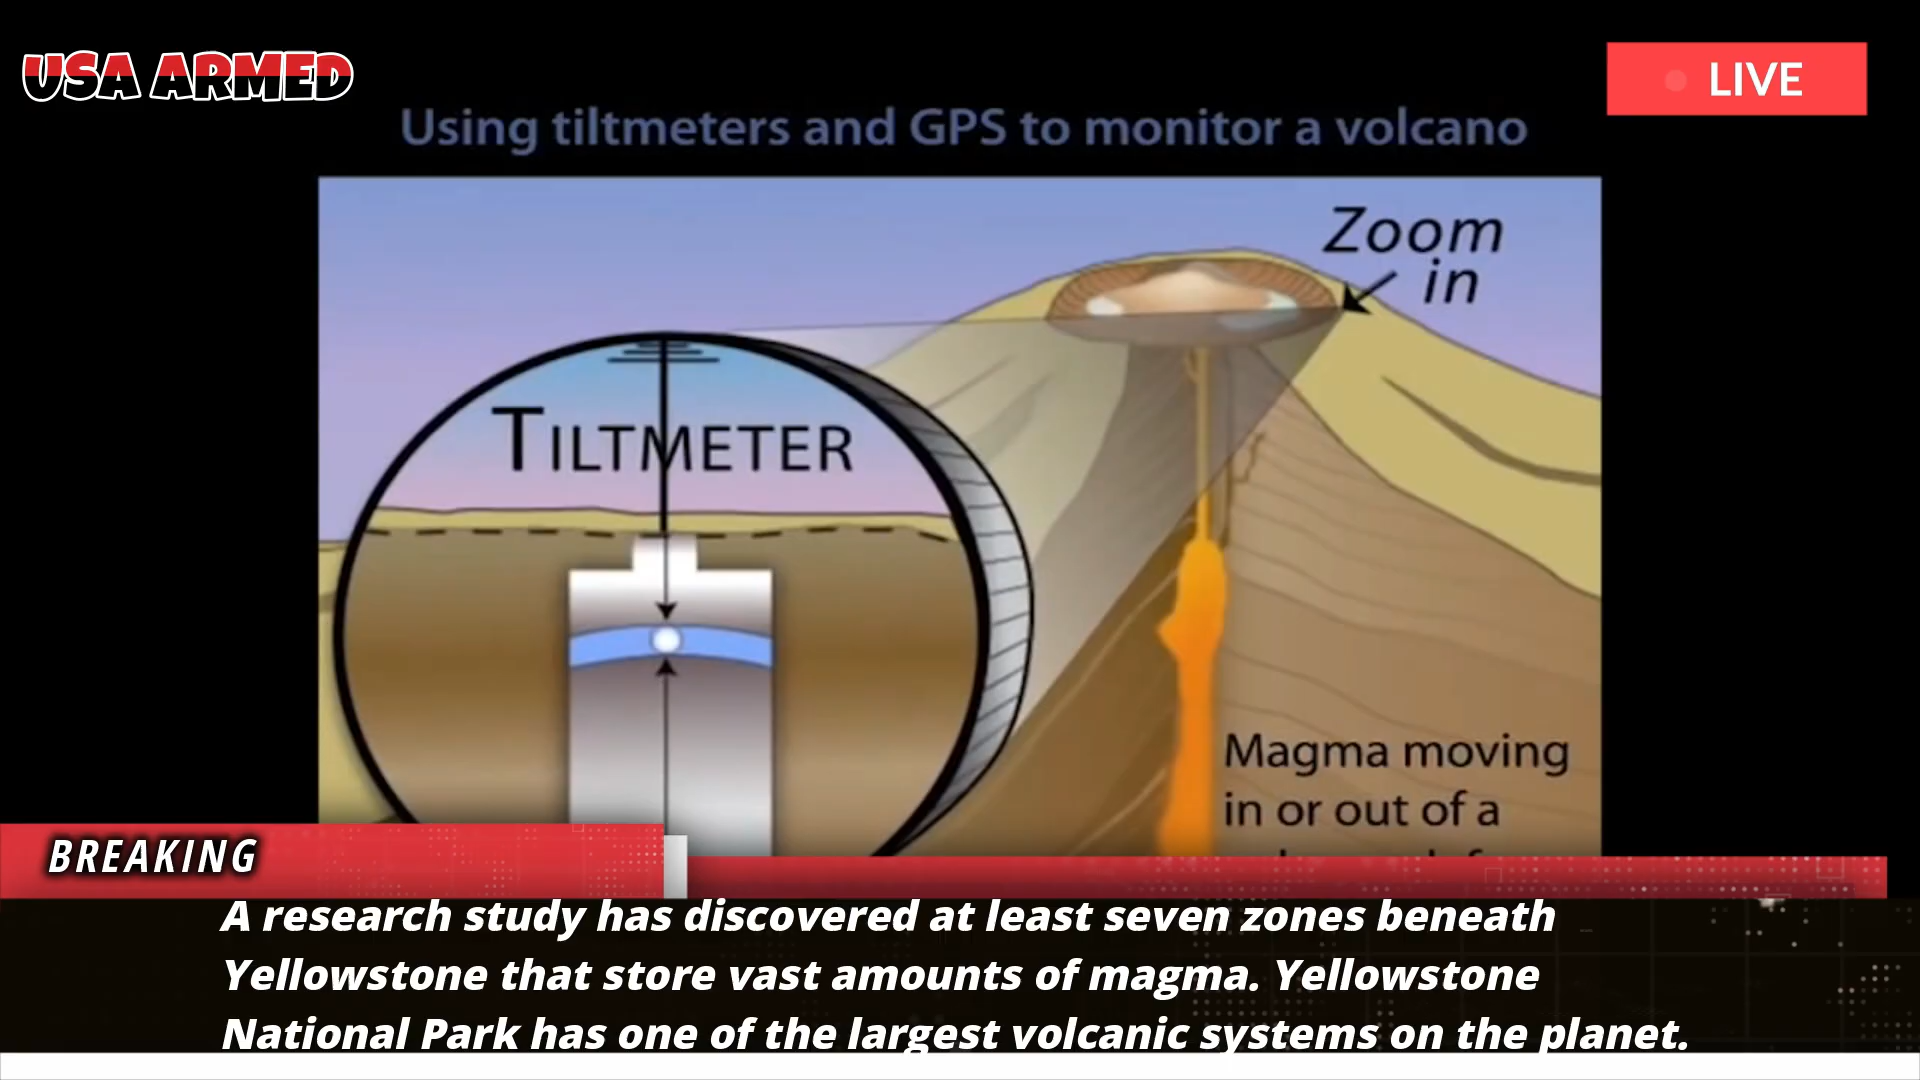 USA ARMED
LIVE
Using tiltmeters and GPS to monitor a volcano
Zoom
in
TILTMETER
Magma moving
in or out of a
BREAKING
A research study has discovered at least seven zones beneath
Yellowstone that store vast amounts of magma. Yellowstone
National Park has one of the largest volcanic systems on the planet.